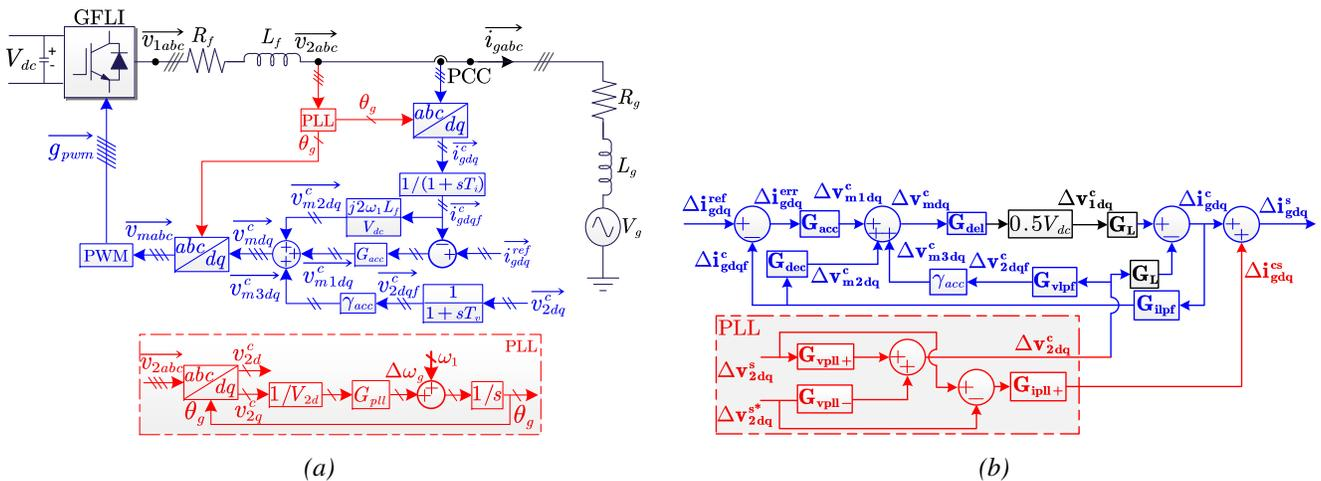 GFLI
V_dc
+
-
v_1abc
R_f
L_f
v_2abc
i_gabc
PCC
R_g
L_g
V_g
PLL
θ_g
θ_g
abc
dq
i^c_gdq
1/(1+sT_i)
i^c_gdqf
g_pwm
v^c_m2dq
j2ω_1L_f
V_dc
v_mabc
v^c_mdq
PWM
abc
dq
+
+
+
v^c_m1dq
G_acc
−
i^ref_gdq
v^c_m3dq
γ_acc
v^c_2dqf
1
1+sT_v
v^c_2dq
PLL
v_2abc
abc
dq
v^c_2d
v^c_2q
θ_g
1/V_2d
G_pll
Δω_g
ω_1
+
+
1/s
θ_g
(a)
Δi^ref_gdq
+
−
Δi^err_gdq
G_acc
Δv^c_m1dq
+
+
+
Δv^c_mdq
G_del
0.5V_dc
Δv^c_1dq
G_L
+
−
Δi^c_gdq
+
+
Δi^s_gdq
Δi^c_gdqf
G_dec
Δv^c_m2dq
Δv^c_m3dq
γ_acc
Δv^c_2dqf
G_vlpf
G_L
G_ilpf
Δi^cs_gdq
PLL
Δv^s_2dq
G_vpll+
+
+
Δv^c_2dq
Δv^s*_2dq
G_vpll−
+
−
G_ipll+
(b)